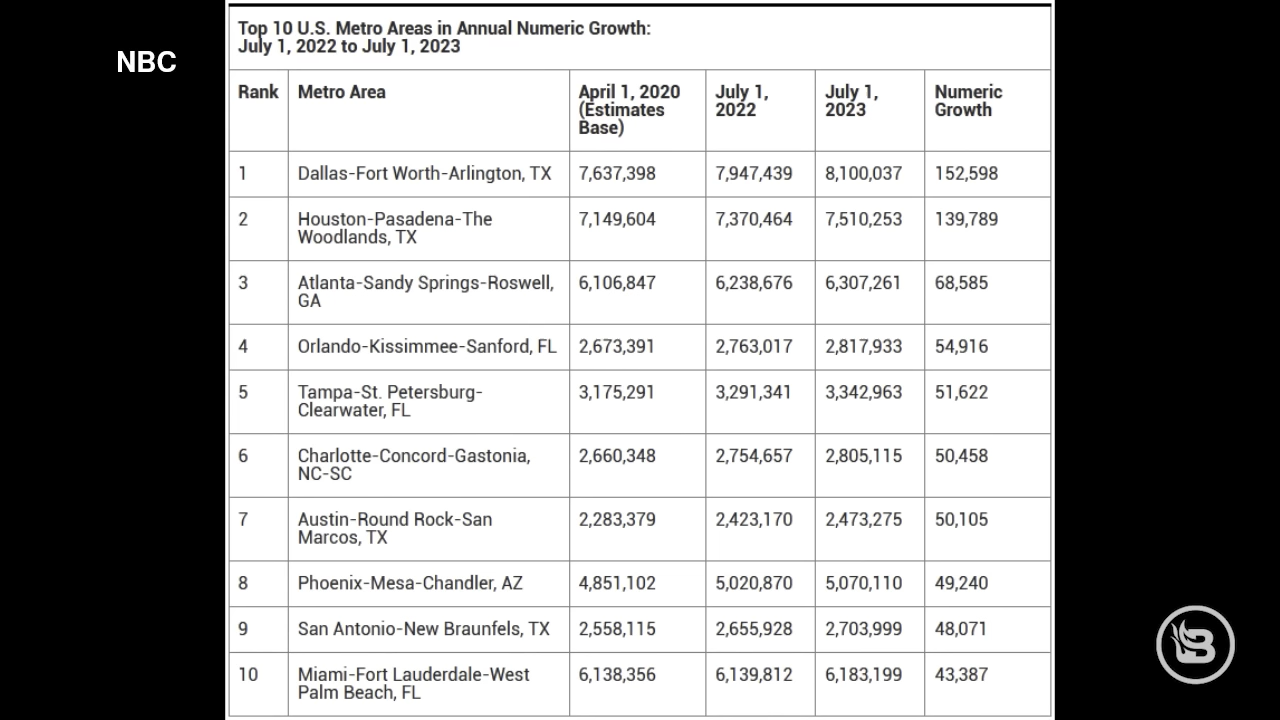 NBC
Top 10 U.S. Metro Areas in Annual Numeric Growth:
July 1, 2022 to July 1, 2023
Rank Metro Area April 1, 2020 (Estimates Base) July 1, 2022 July 1, 2023 Numeric Growth
1 Dallas-Fort Worth-Arlington, TX 7,637,398 7,947,439 8,100,037 152,598
2 Houston-Pasadena-The Woodlands, TX 7,149,604 7,370,464 7,510,253 139,789
3 Atlanta-Sandy Springs-Roswell, GA 6,106,847 6,238,676 6,307,261 68,585
4 Orlando-Kissimmee-Sanford, FL 2,673,391 2,763,017 2,817,933 54,916
5 Tampa-St. Petersburg-Clearwater, FL 3,175,291 3,291,341 3,342,963 51,622
6 Charlotte-Concord-Gastonia, NC-SC 2,660,348 2,754,657 2,805,115 50,458
7 Austin-Round Rock-San Marcos, TX 2,283,379 2,423,170 2,473,275 50,105
8 Phoenix-Mesa-Chandler, AZ 4,851,102 5,020,870 5,070,110 49,240
9 San Antonio-New Braunfels, TX 2,558,115 2,655,928 2,703,999 48,071
10 Miami-Fort Lauderdale-West Palm Beach, FL 6,138,356 6,139,812 6,183,199 43,387
B